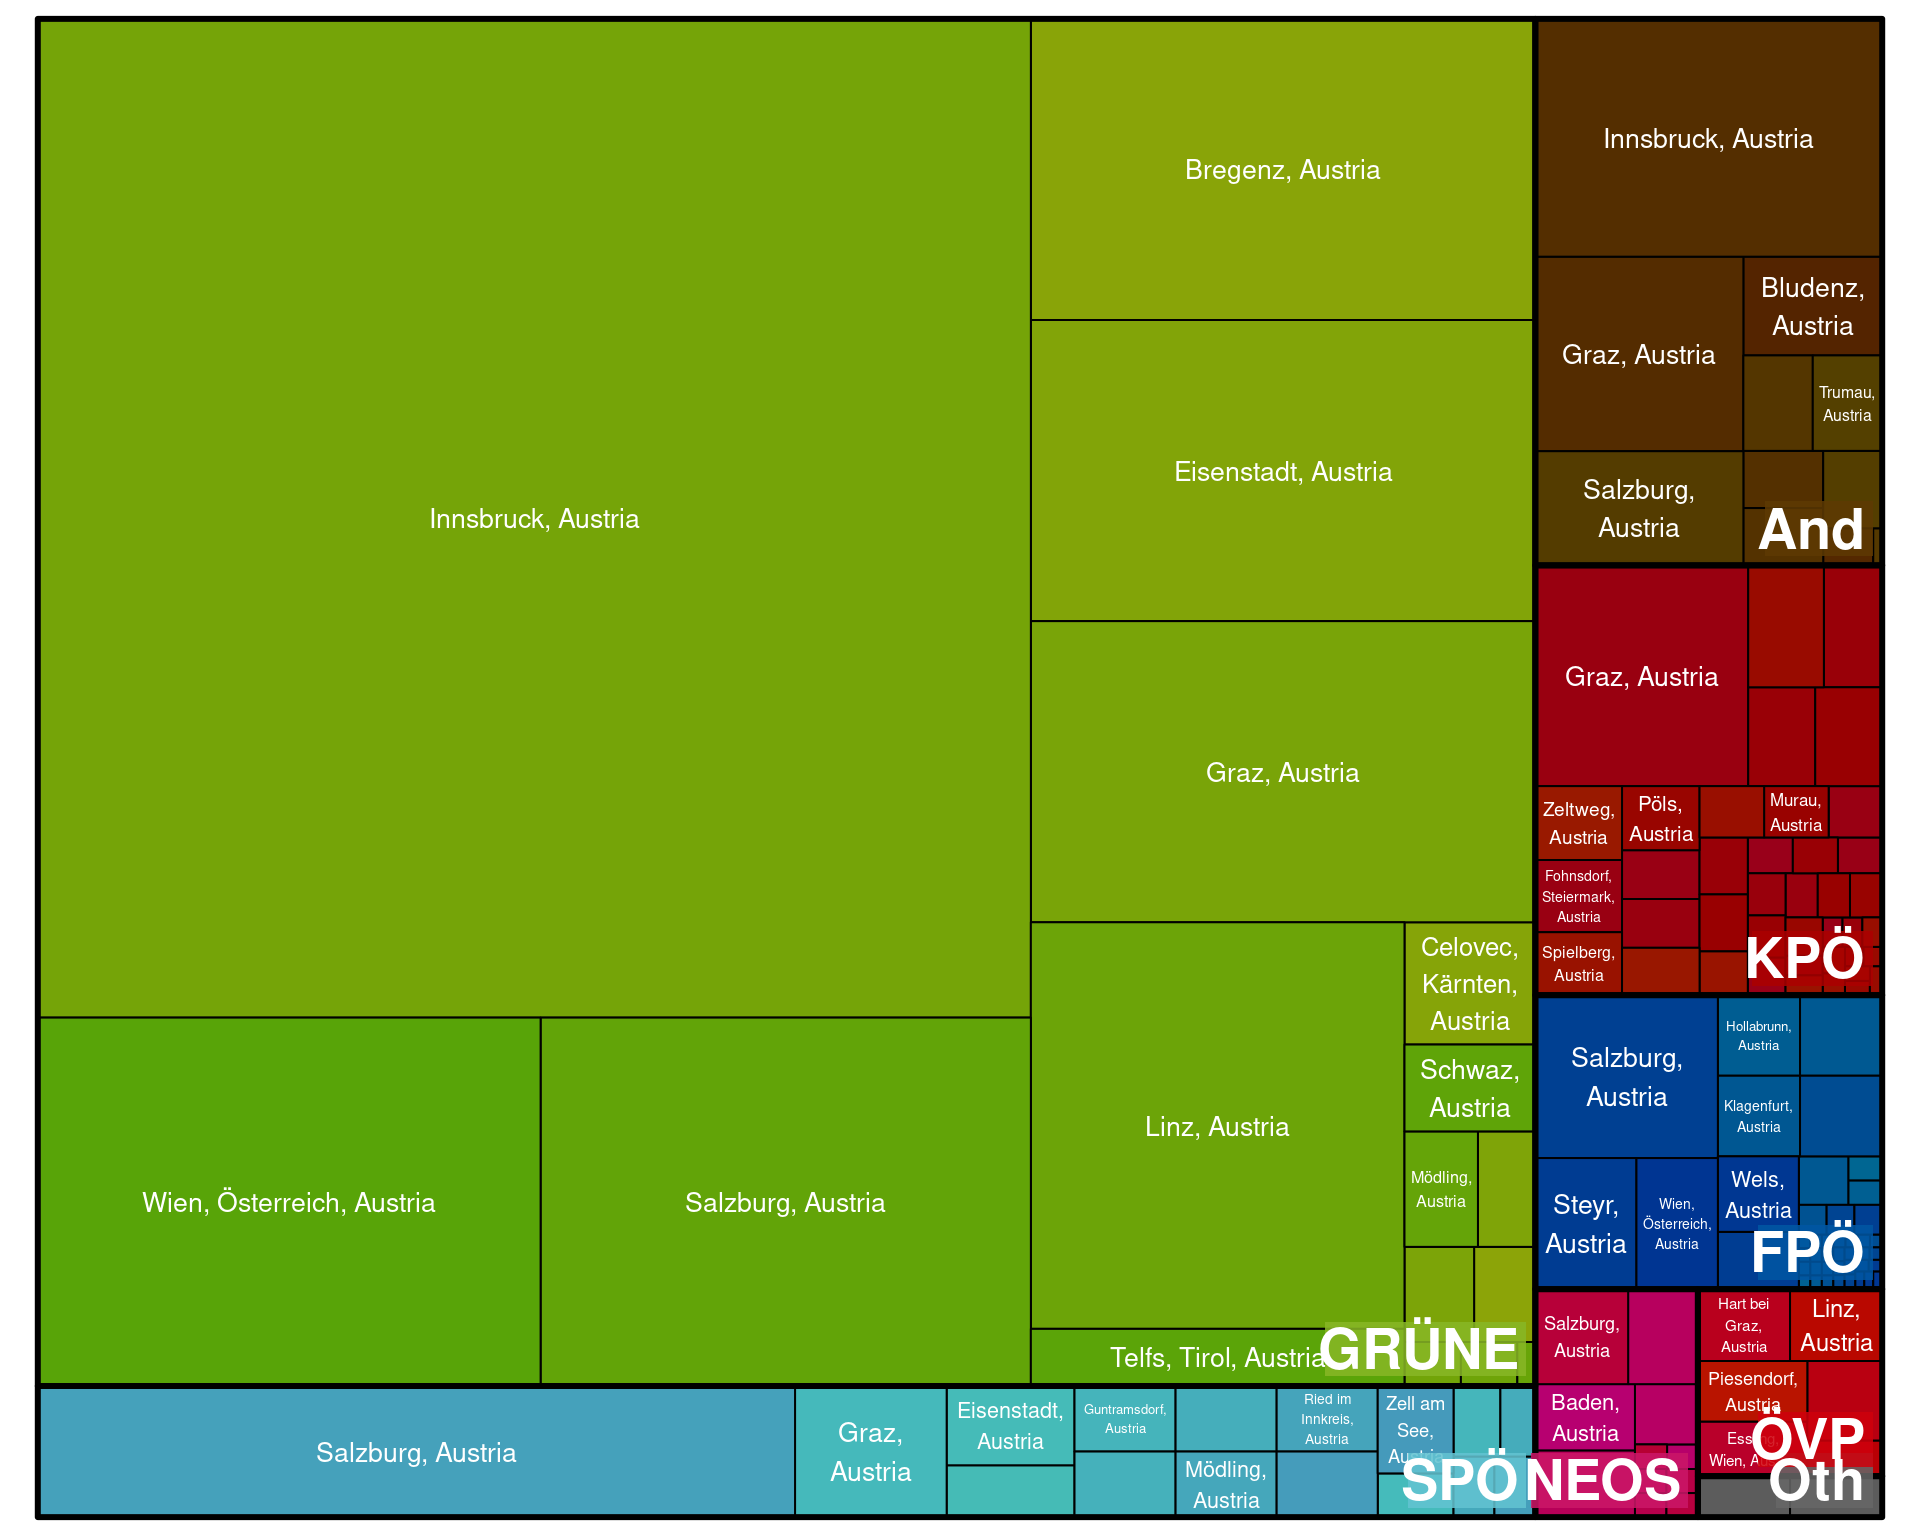 Innsbruck, Austria
Bregenz, Austria
Eisenstadt, Austria
Graz, Austria
Wien, Österreich, Austria
Salzburg, Austria
Linz, Austria
Celovec,
Kärnten,
Austria
Schwaz,
Austria
Mödling,
Austria
Telfs, Tirol, Austria
GRÜNE
Salzburg, Austria
Graz,
Austria
Eisenstadt,
Austria
Guntramsdorf,
Austria
Mödling,
Austria
Ried im
Innkreis,
Austria
Zell am
See,
Austria
SPÖ
Innsbruck, Austria
Graz, Austria
Bludenz,
Austria
Trumau,
Austria
Salzburg,
Austria
And
Graz, Austria
Zeltweg,
Austria
Pöls,
Austria
Murau,
Austria
Fohnsdorf,
Steiermark,
Austria
Spielberg,
Austria
KPÖ
Salzburg,
Austria
Hollabrunn,
Austria
Klagenfurt,
Austria
Steyr,
Austria
Wien,
Österreich,
Austria
Wels,
Austria
FPÖ
Salzburg,
Austria
Baden,
Austria
NEOS
Hart bei
Graz,
Austria
Linz,
Austria
Piesendorf,
Austria
Wien,
ÖVP
Oth